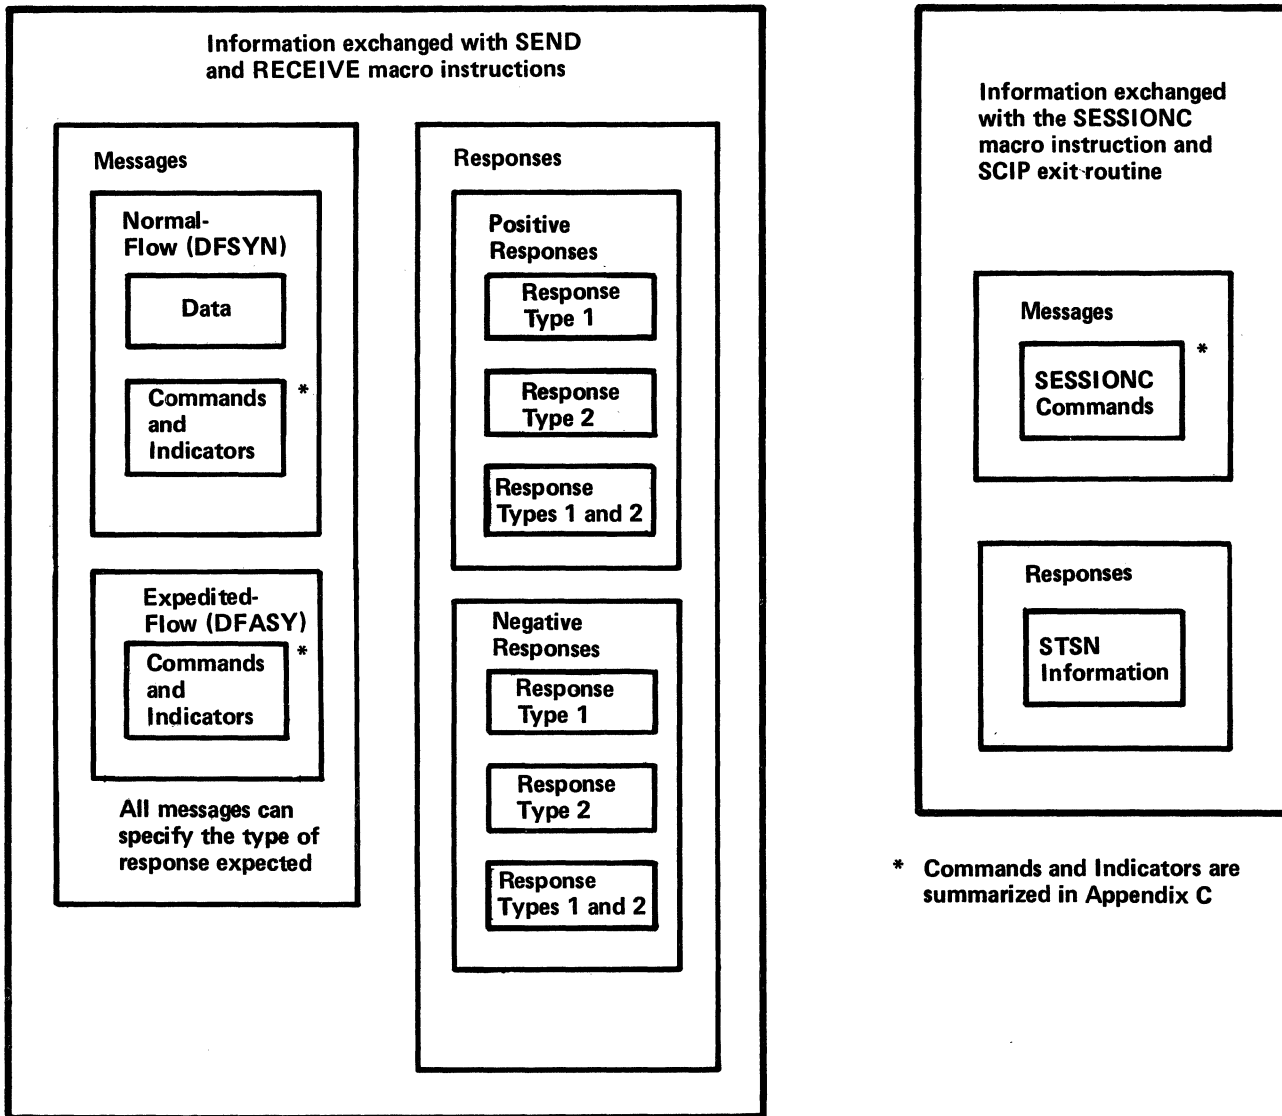 Information exchanged with SEND
and RECEIVE macro instructions
Messages
Normal-
Flow (DFSYN)
Data
Commands
and
Indicators
*
Expedited-
Flow (DFASY)
Commands
and
Indicators
*
All messages can
specify the type of
response expected
Responses
Positive
Responses
Response
Type 1
Response
Type 2
Response
Types 1 and 2
Negative
Responses
Response
Type 1
Response
Type 2
Response
Types 1 and 2
Information exchanged
with the SESSIONC
macro instruction and
SCIP exit routine
Messages
SESSIONC
Commands
*
Responses
STSN
Information
* Commands and Indicators are
summarized in Appendix C